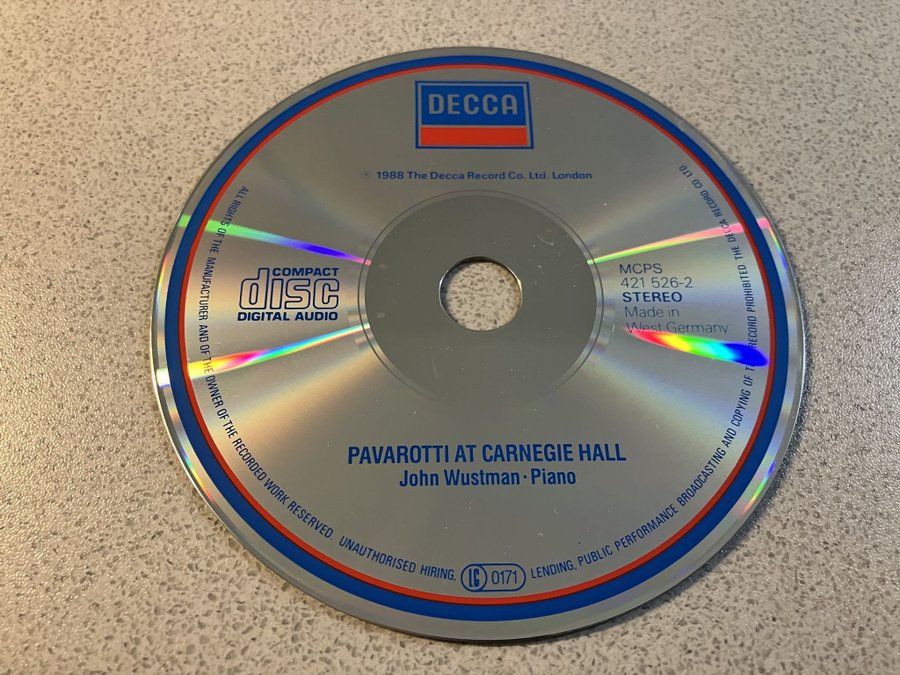 DECCA
℗ 1988 The Decca Record Co. Ltd. London
COMPACT
disc
DIGITAL AUDIO
MCPS
421 526-2
STEREO
Made in
West Germany
PAVAROTTI AT CARNEGIE HALL
John Wustman · Piano
ALL RIGHTS OF THE MANUFACTURER AND OF THE OWNER OF THE RECORDED WORK RESERVED. UNAUTHORISED HIRING, LC 0171 LENDING, PUBLIC PERFORMANCE BROADCASTING AND COPYING OF THE RECORD PROHIBITED. THE DECCA RECORD CO LTD